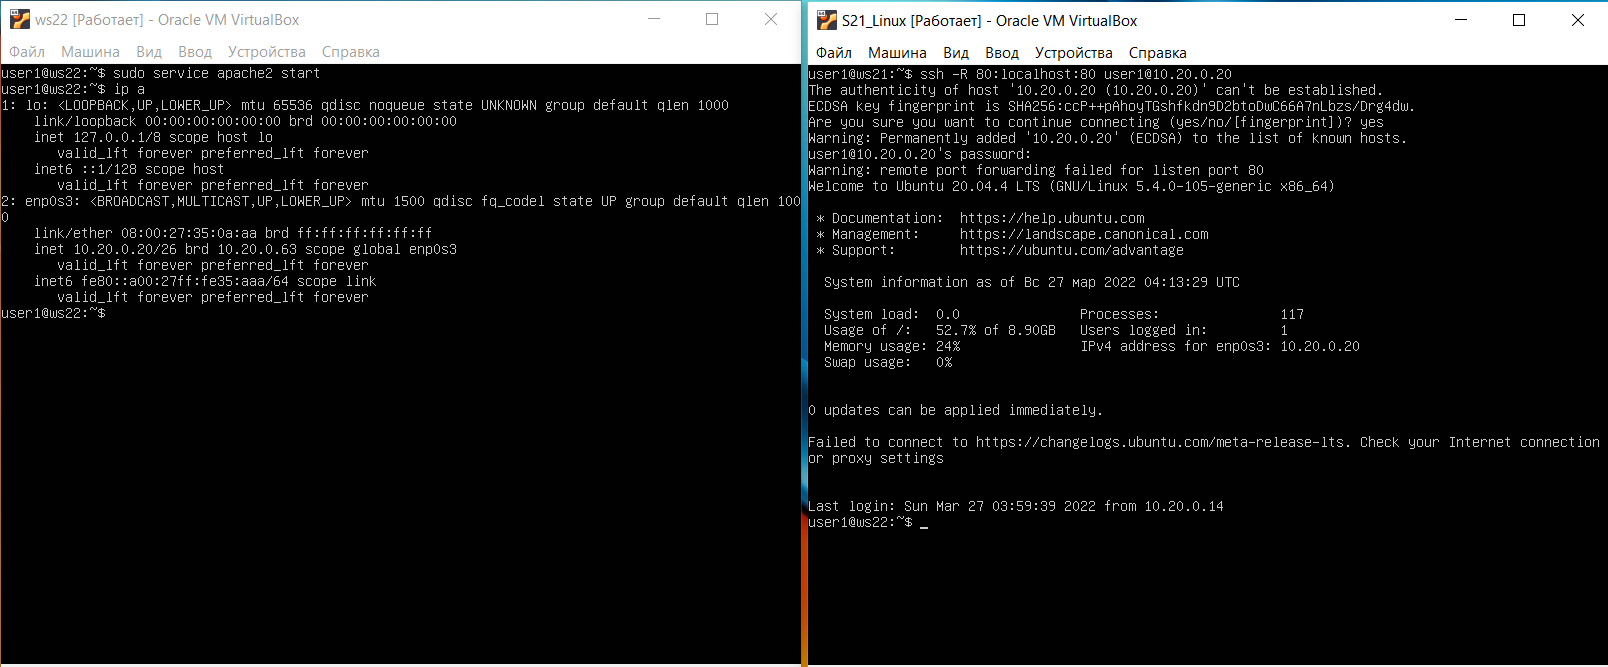 ws22 [Работает] - Oracle VM VirtualBox
Файл Машина Вид Ввод Устройства Справка
user1@ws22:~$ sudo service apache2 start
user1@ws22:~$ ip a
1: lo: <LOOPBACK,UP,LOWER_UP> mtu 65536 qdisc noqueue state UNKNOWN group default qlen 1000
    link/loopback 00:00:00:00:00:00 brd 00:00:00:00:00:00
    inet 127.0.0.1/8 scope host lo
       valid_lft forever preferred_lft forever
    inet6 ::1/128 scope host
       valid_lft forever preferred_lft forever
2: enp0s3: <BROADCAST,MULTICAST,UP,LOWER_UP> mtu 1500 qdisc fq_codel state UP group default qlen 100
0
    link/ether 08:00:27:35:0a:aa brd ff:ff:ff:ff:ff:ff
    inet 10.20.0.20/26 brd 10.20.0.63 scope global enp0s3
       valid_lft forever preferred_lft forever
    inet6 fe80::a00:27ff:fe35:aaa/64 scope link
       valid_lft forever preferred_lft forever
user1@ws22:~$
S21_Linux [Работает] - Oracle VM VirtualBox
Файл Машина Вид Ввод Устройства Справка
user1@ws21:~$ ssh -R 80:localhost:80 user1@10.20.0.20
The authenticity of host '10.20.0.20 (10.20.0.20)' can't be established.
ECDSA key fingerprint is SHA256:ccP++pAhoyTGshfkdn9D2btoDwC66A7nLbzs/Drg4dw.
Are you sure you want to continue connecting (yes/no/[fingerprint])? yes
Warning: Permanently added '10.20.0.20' (ECDSA) to the list of known hosts.
user1@10.20.0.20's password:
Warning: remote port forwarding failed for listen port 80
Welcome to Ubuntu 20.04.4 LTS (GNU/Linux 5.4.0-105-generic x86_64)
 * Documentation:  https://help.ubuntu.com
 * Management:     https://landscape.canonical.com
 * Support:        https://ubuntu.com/advantage
  System information as of Вс 27 мар 2022 04:13:29 UTC
  System load:  0.0               Processes:               117
  Usage of /:   52.7% of 8.90GB   Users logged in:         1
  Memory usage: 24%               IPv4 address for enp0s3: 10.20.0.20
  Swap usage:   0%
0 updates can be applied immediately.
Failed to connect to https://changelogs.ubuntu.com/meta-release-lts. Check your Internet connection
or proxy settings
Last login: Sun Mar 27 03:59:39 2022 from 10.20.0.14
user1@ws22:~$ _